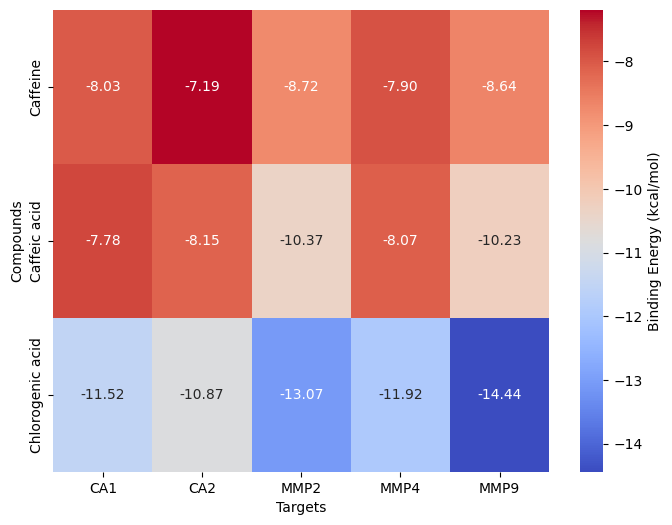 Compounds
Caffeine
Caffeic acid
Chlorogenic acid
-8.03 -7.19 -8.72 -7.90 -8.64
-7.78 -8.15 -10.37 -8.07 -10.23
-11.52 -10.87 -13.07 -11.92 -14.44
CA1 CA2 MMP2 MMP4 MMP9
Targets
−8
−9
−10
−11
−12
−13
−14
Binding Energy (kcal/mol)